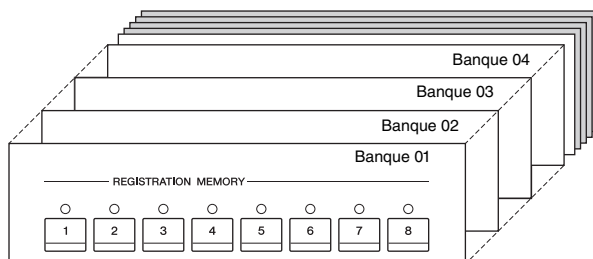 Banque 04
Banque 03
Banque 02
Banque 01
REGISTRATION MEMORY
1 2 3 4 5 6 7 8